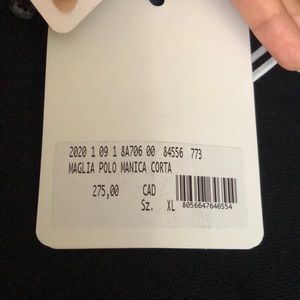 2020 1 09 1 8A706 00 84556 773
MAGLIA POLO MANICA CORTA
275,00 CAD
Sz. XL
8056647646554